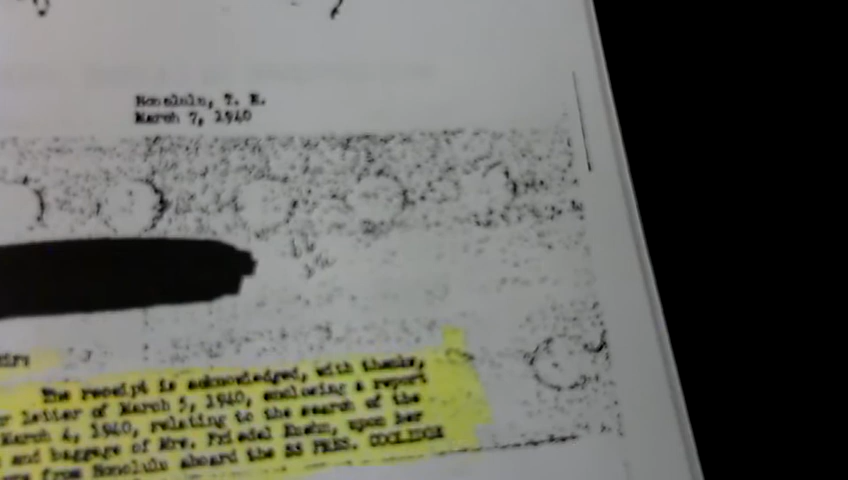 Honolulu, T. H.
March 7, 1940
Sir:
The receipt is acknowledged, with thanks,
letter of March 5, 1940, enclosing a report
March 4, 1940, relating to the search of the
and baggage of Mrs. Friedel Kuehn, upon her
from Honolulu aboard the SS PRES. COOLIDGE